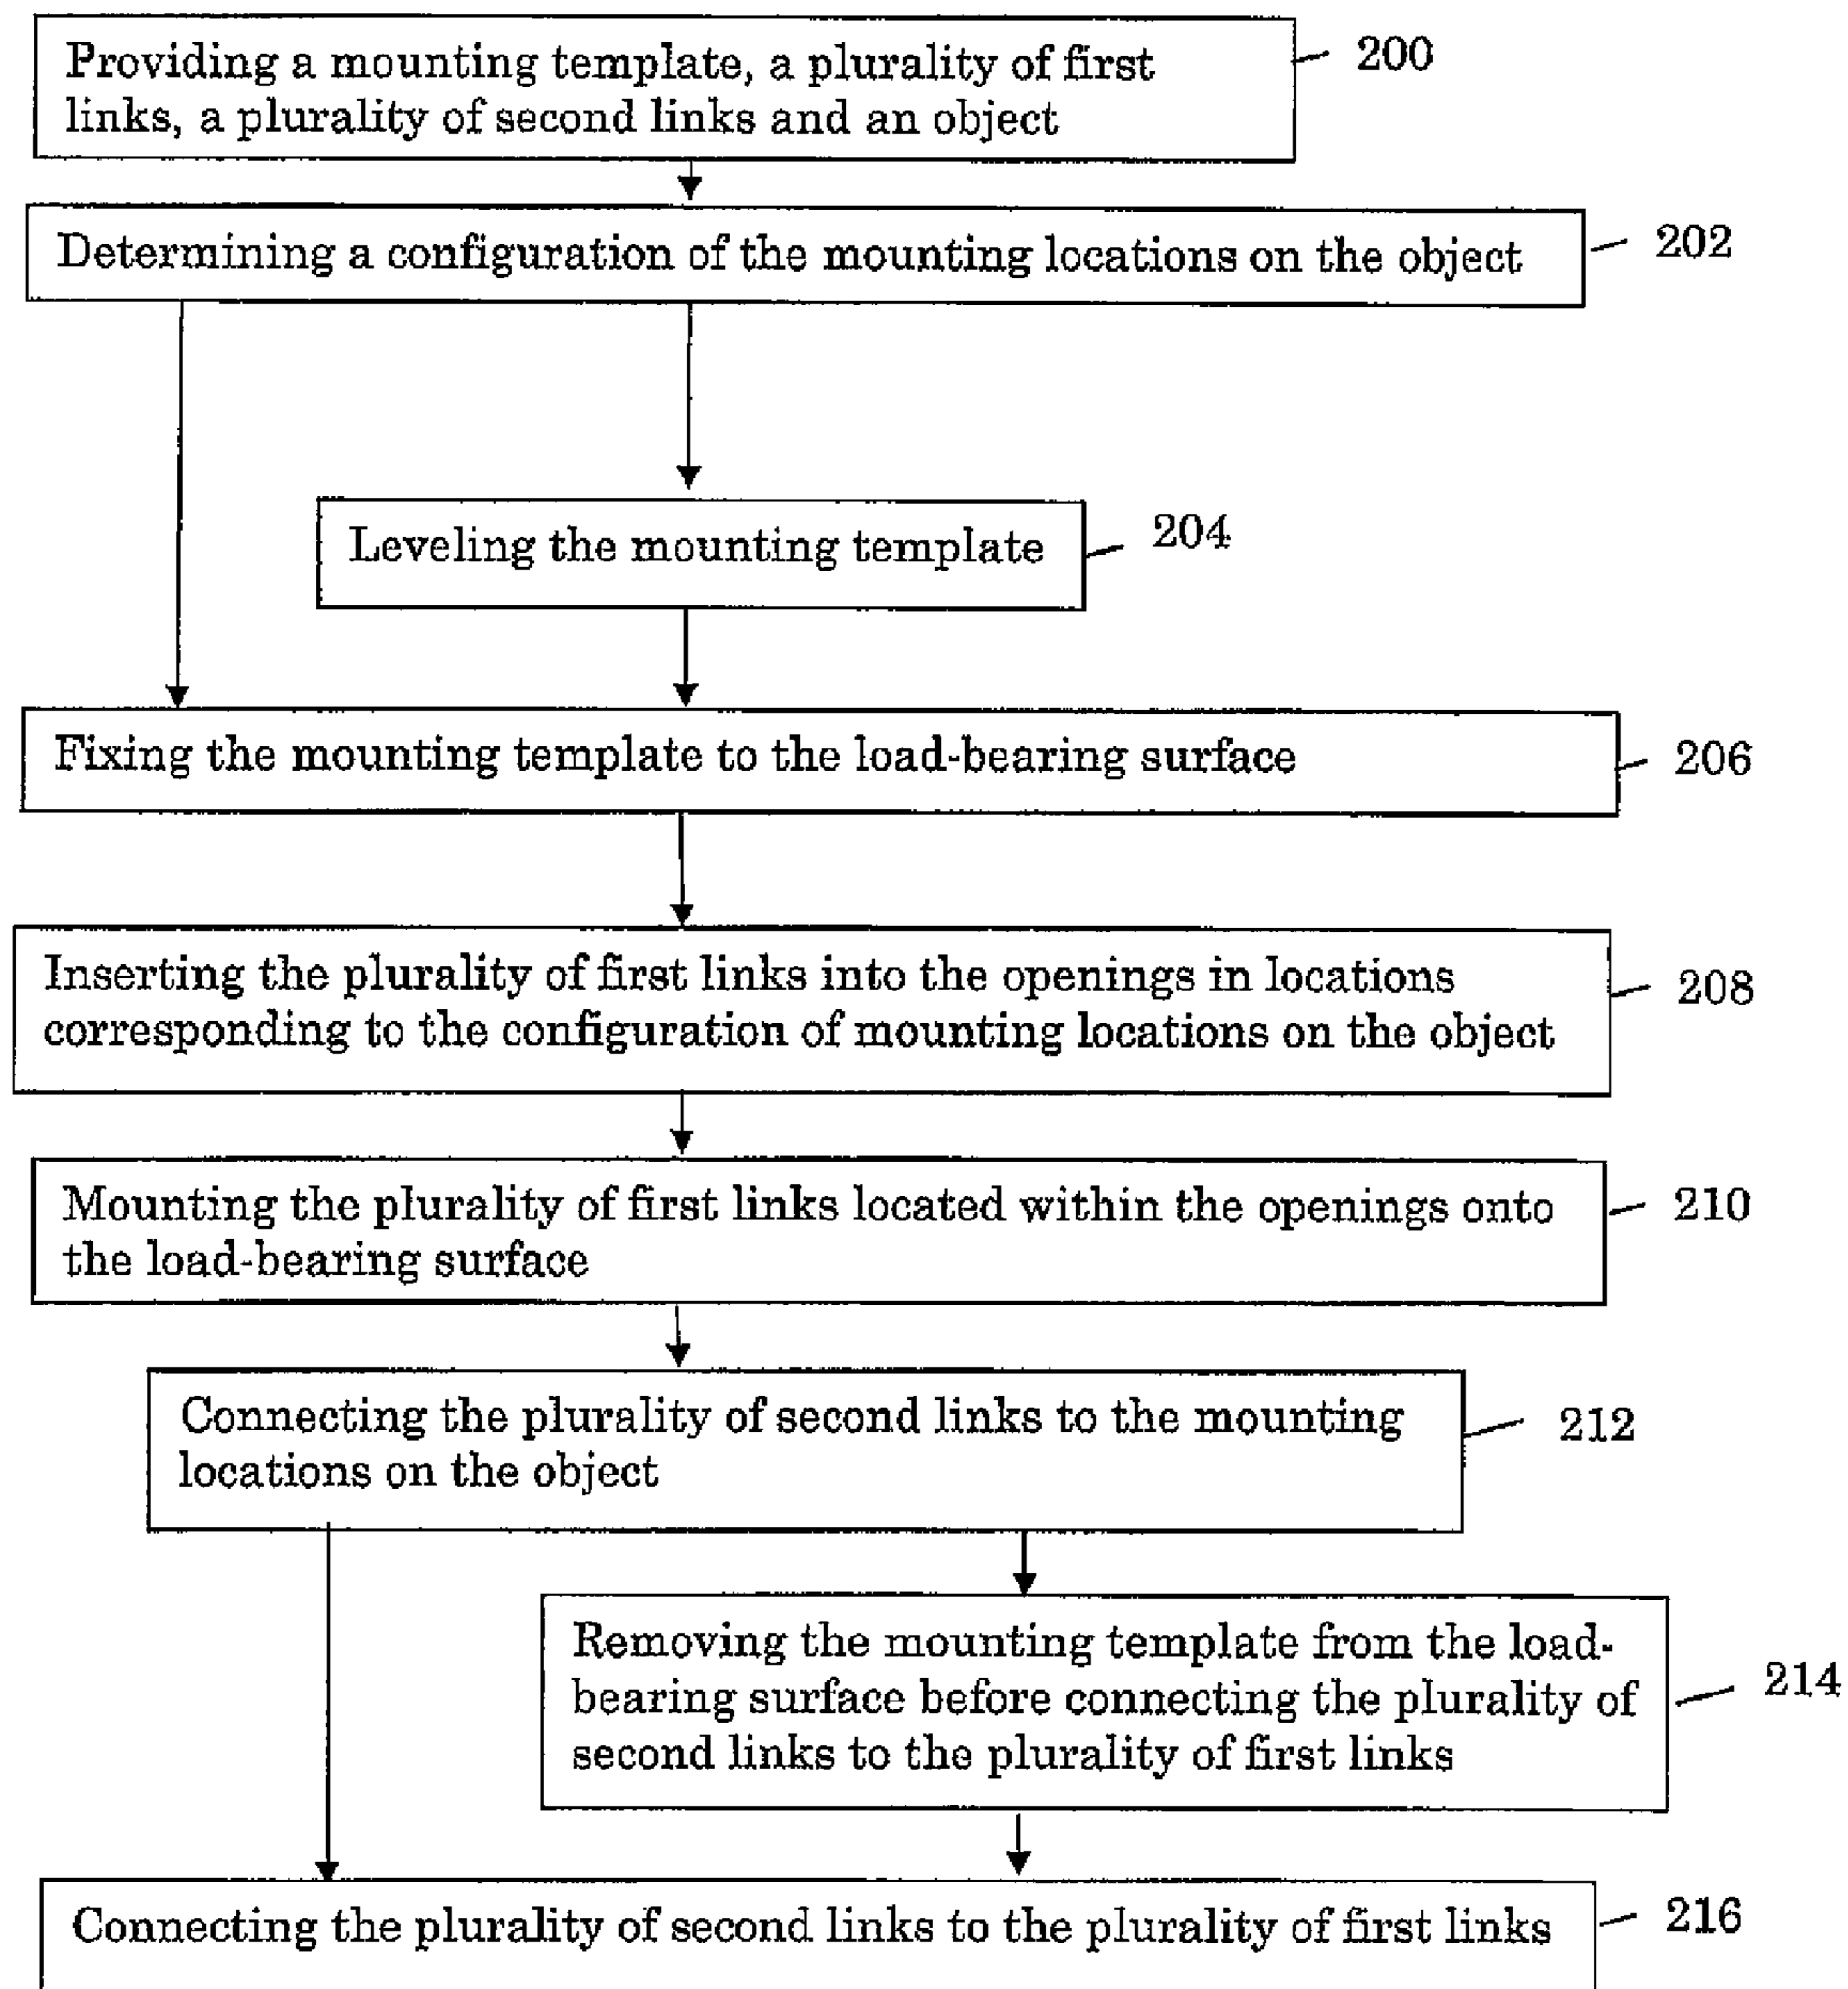 Providing a mounting template, a plurality of first
links, a plurality of second links and an object
200
Determining a configuration of the mounting locations on the object
202
Leveling the mounting template
204
Fixing the mounting template to the load-bearing surface
206
Inserting the plurality of first links into the openings in locations
corresponding to the configuration of mounting locations on the object
208
Mounting the plurality of first links located within the openings onto
the load-bearing surface
210
Connecting the plurality of second links to the mounting
locations on the object
212
Removing the mounting template from the load-
bearing surface before connecting the plurality of
second links to the plurality of first links
214
Connecting the plurality of second links to the plurality of first links
216